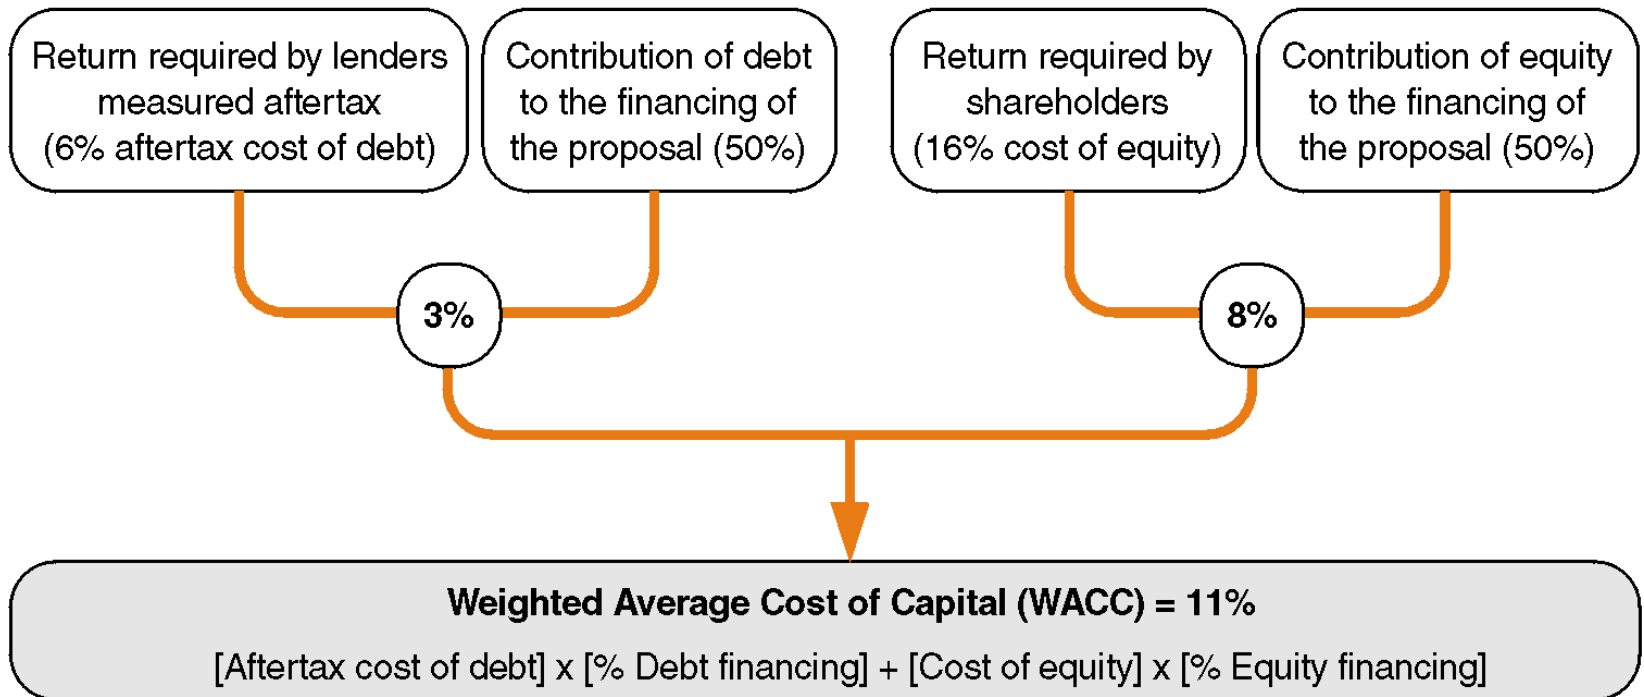 Return required by lenders
measured aftertax
(6% aftertax cost of debt)
Contribution of debt
to the financing of
the proposal (50%)
Return required by
shareholders
(16% cost of equity)
Contribution of equity
to the financing of
the proposal (50%)
3%
8%
Weighted Average Cost of Capital (WACC) = 11%
[Aftertax cost of debt] x [% Debt financing] + [Cost of equity] x [% Equity financing]